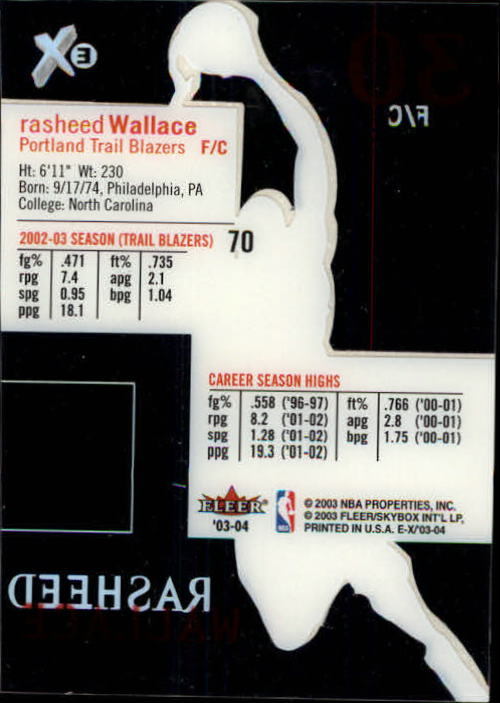 E X
30
F/C
rasheed Wallace
Portland Trail Blazers F/C
Ht: 6'11" Wt: 230
Born: 9/17/74, Philadelphia, PA
College: North Carolina
2002-03 SEASON (TRAIL BLAZERS) 70
fg% .471 ft% .735
rpg 7.4 apg 2.1
spg 0.95 bpg 1.04
ppg 18.1
CAREER SEASON HIGHS
fg% .558 ('96-97) ft% .766 ('00-01)
rpg 8.2 ('01-02) apg 2.8 ('00-01)
spg 1.28 ('01-02) bpg 1.75 ('00-01)
ppg 19.3 ('01-02)
FLEER
'03-04
NBA
© 2003 NBA PROPERTIES, INC.
© 2003 FLEER/SKYBOX INT'L LP,
PRINTED IN U.S.A. E-X/'03-04
RASHEED
WALLACE